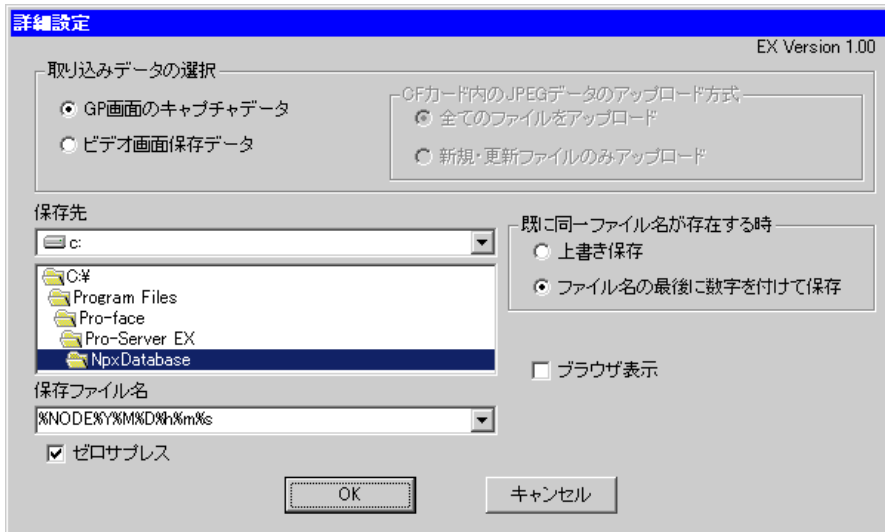 詳細設定
EX Version 1.00
取り込みデータの選択
GP画面のキャプチャデータ
ビデオ画面保存データ
CFカード内のJPEGデータのアップロード方式
全てのファイルをアップロード
新規・更新ファイルのみアップロード
保存先
c:
C:¥
Program Files
Pro-face
Pro-Server EX
NpxDatabase
既に同一ファイル名が存在する時
上書き保存
ファイル名の最後に数字を付けて保存
ブラウザ表示
保存ファイル名
%NODE%Y%M%D%h%m%s
ゼロサプレス
OK
キャンセル